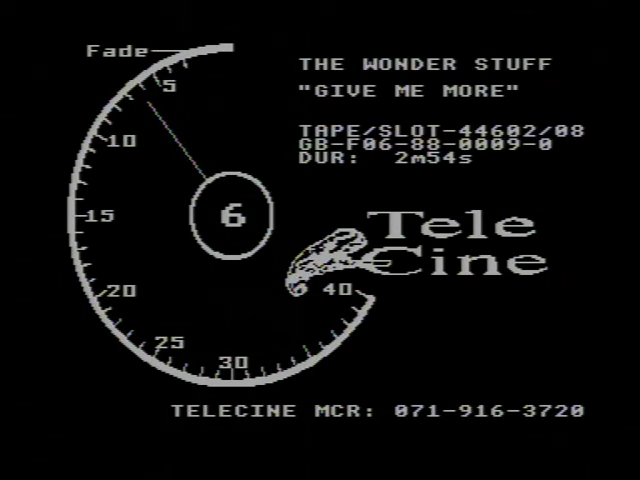 Fade
THE WONDER STUFF
5
"GIVE ME MORE"
10
TAPE/SLOT-44602/08
GB-F06-88-0009-0
DUR: 2m54s
15
6
Tele
Cine
20
40
25
30
TELECINE MCR: 071-916-3720